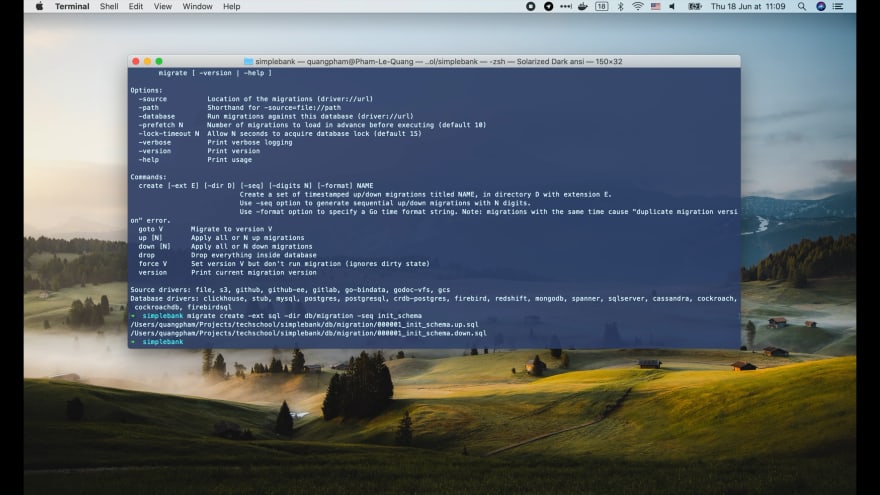 Terminal Shell Edit View Window Help 18 Thu 18 Jun at 11:09
simplebank — quangpham@Pham-Le-Quang — ..ol/simplebank — -zsh — Solarized Dark ansi — 150×32
migrate [ -version | -help ]
Options:
-source Location of the migrations (driver://url)
-path Shorthand for -source=file://path
-database Run migrations against this database (driver://url)
-prefetch N Number of migrations to load in advance before executing (default 10)
-lock-timeout N Allow N seconds to acquire database lock (default 15)
-verbose Print verbose logging
-version Print version
-help Print usage
Commands:
create [-ext E] [-dir D] [-seq] [-digits N] [-format] NAME
Create a set of timestamped up/down migrations titled NAME, in directory D with extension E.
Use -seq option to generate sequential up/down migrations with N digits.
Use -format option to specify a Go time format string. Note: migrations with the same time cause "duplicate migration versi
on" error.
goto V Migrate to version V
up [N] Apply all or N up migrations
down [N] Apply all or N down migrations
drop Drop everything inside database
force V Set version V but don't run migration (ignores dirty state)
version Print current migration version
Source drivers: file, s3, github, github-ee, gitlab, go-bindata, godoc-vfs, gcs
Database drivers: clickhouse, stub, mysql, postgres, postgresql, crdb-postgres, firebird, redshift, mongodb, spanner, sqlserver, cassandra, cockroach,
cockroachdb, firebirdsql
→ simplebank migrate create -ext sql -dir db/migration -seq init_schema
/Users/quangpham/Projects/techschool/simplebank/db/migration/000001_init_schema.up.sql
/Users/quangpham/Projects/techschool/simplebank/db/migration/000001_init_schema.down.sql
→ simplebank